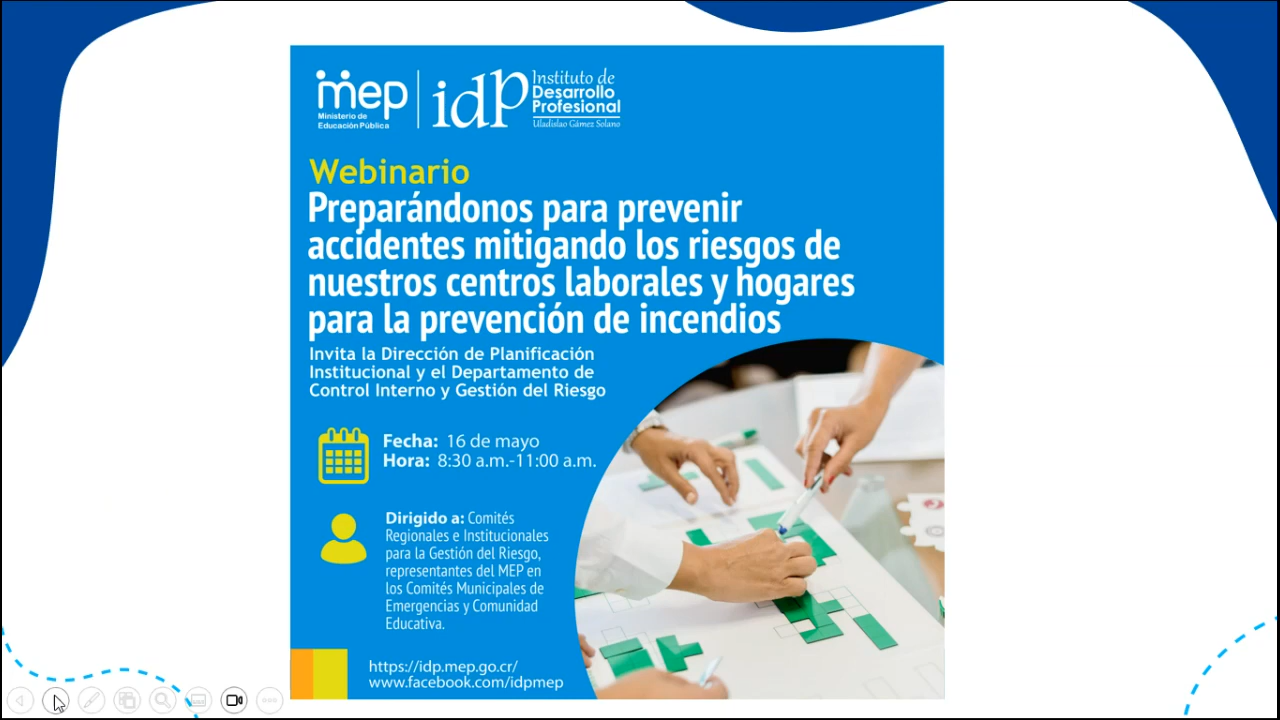 mep
Ministerio de
Educación Pública
idp
Instituto de
Desarrollo
Profesional
Uladislao Gámez Solano
Webinario
Preparándonos para prevenir
accidentes mitigando los riesgos de
nuestros centros laborales y hogares
para la prevención de incendios
Invita la Dirección de Planificación
Institucional y el Departamento de
Control Interno y Gestión del Riesgo
Fecha: 16 de mayo
Hora: 8:30 a.m.-11:00 a.m.
Dirigido a: Comités
Regionales e Institucionales
para la Gestión del Riesgo,
representantes del MEP en
los Comités Municipales de
Emergencias y Comunidad
Educativa.
https://idp.mep.go.cr/
www.facebook.com/idpmep